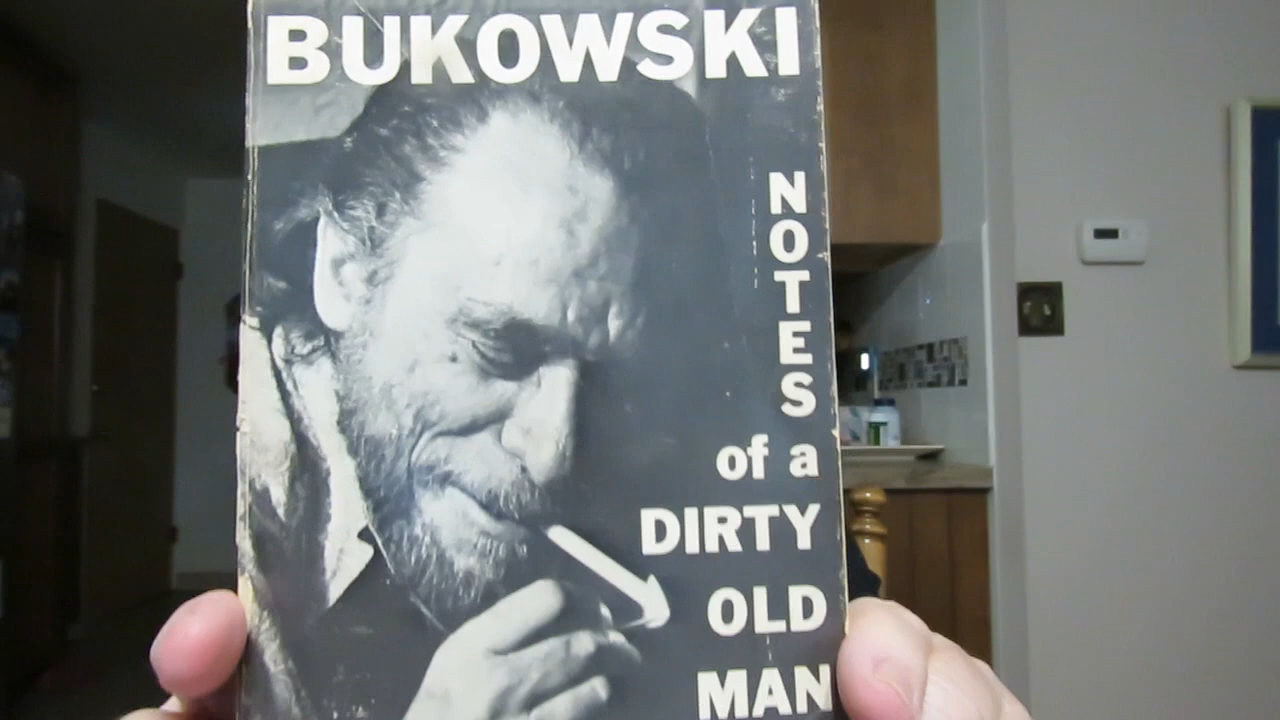 BUKOWSKI
NOTES
of a
DIRTY
OLD
MAN